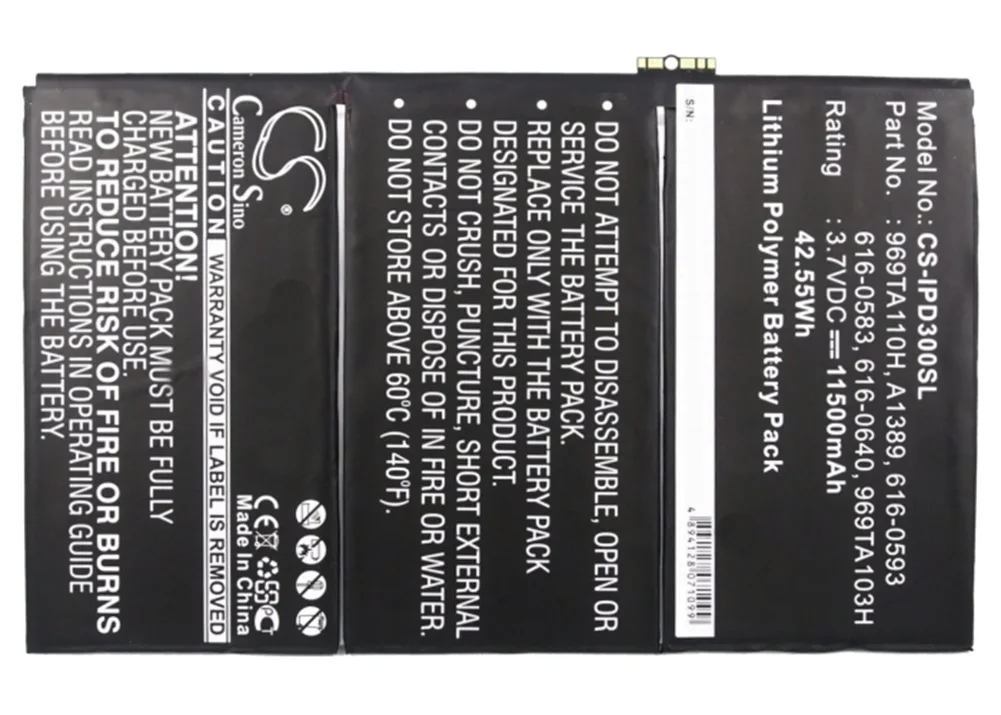 Model No.: CS-IPD300SL
Part No. : 969TA110H, A1389, 616-0593
616-0583, 616-0640, 969TA103H
Rating : 3.7VDC 11500mAh
42.55Wh
Lithium Polymer Battery Pack
S/N:
4 894128 071099
• DO NOT ATTEMPT TO DISASSEMBLE, OPEN OR
SERVICE THE BATTERY PACK.
• REPLACE ONLY WITH THE BATTERY PACK
DESIGNATED FOR THIS PRODUCT.
• DO NOT CRUSH, PUNCTURE, SHORT EXTERNAL
CONTACTS OR DISPOSE OF IN FIRE OR WATER.
• DO NOT STORE ABOVE 60°C (140°F).
CS
®
Cameron Sino
CE
Made In China
CAUTION WARRANTY VOID IF LABEL IS REMOVED
ATTENTION!
NEW BATTERY PACK MUST BE FULLY
CHARGED BEFORE USE.
TO REDUCE RISK OF FIRE OR BURNS
READ INSTRUCTIONS IN OPERATING GUIDE
BEFORE USING THE BATTERY.